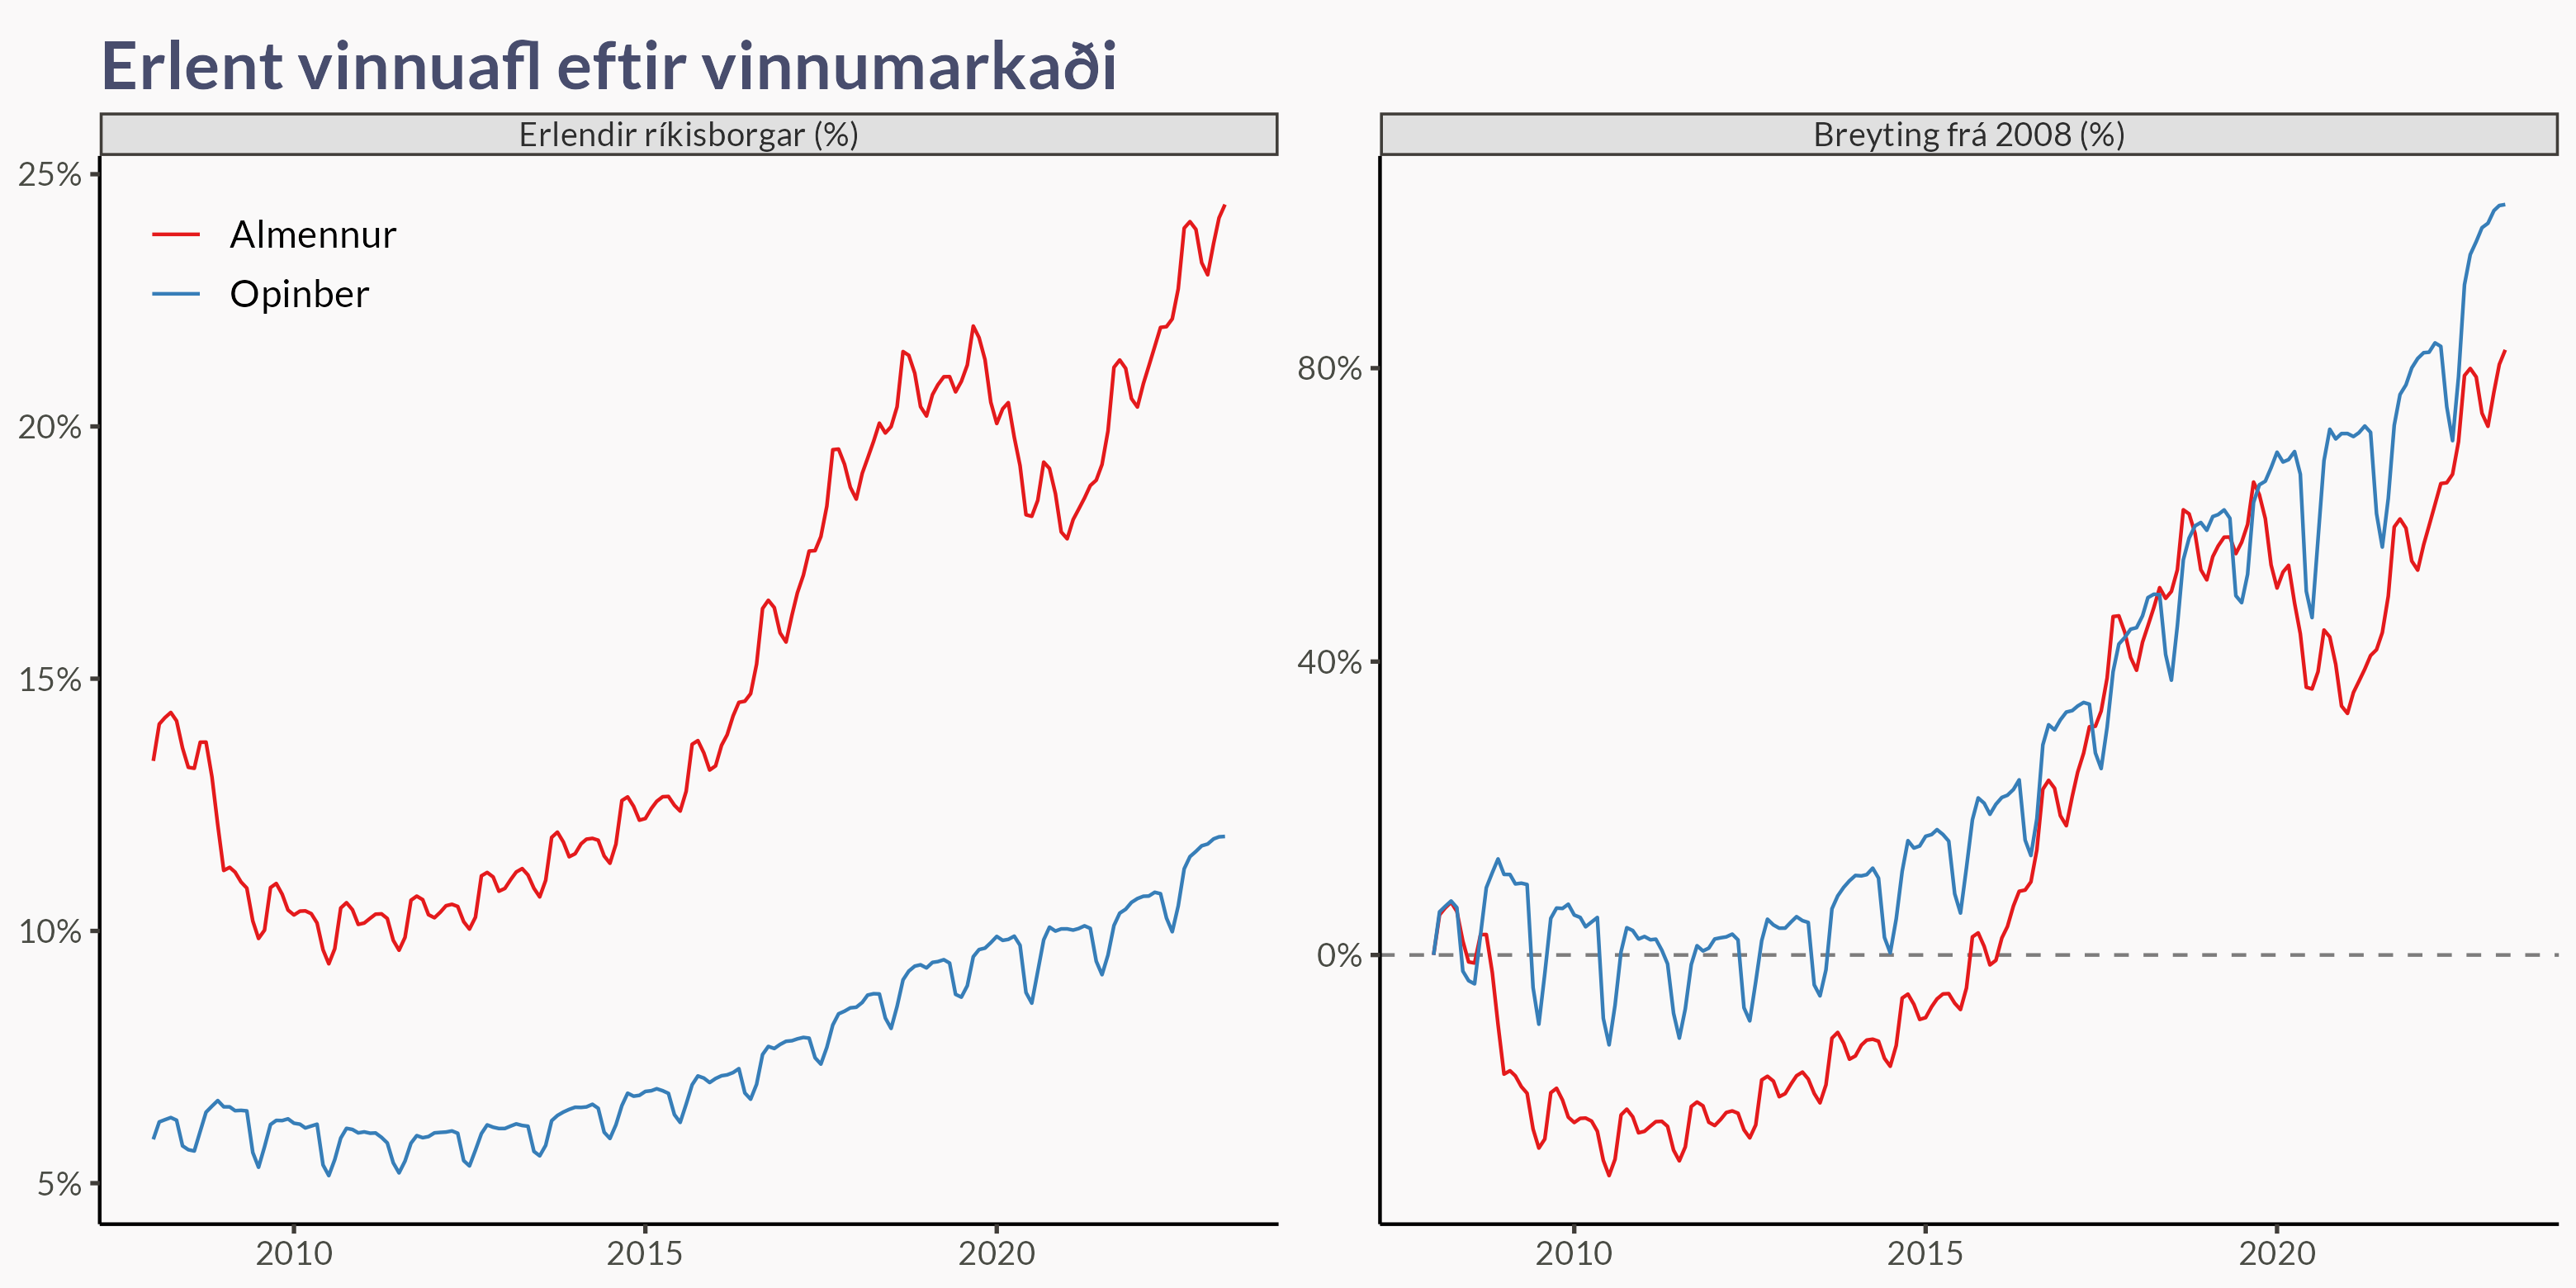 Erlent vinnuafl eftir vinnumarkaði
Erlendir ríkisborgar (%)
25%
20%
15%
10%
5%
Almennur
Opinber
2010
2015
2020
Breyting frá 2008 (%)
80%
40%
0%
2010
2015
2020